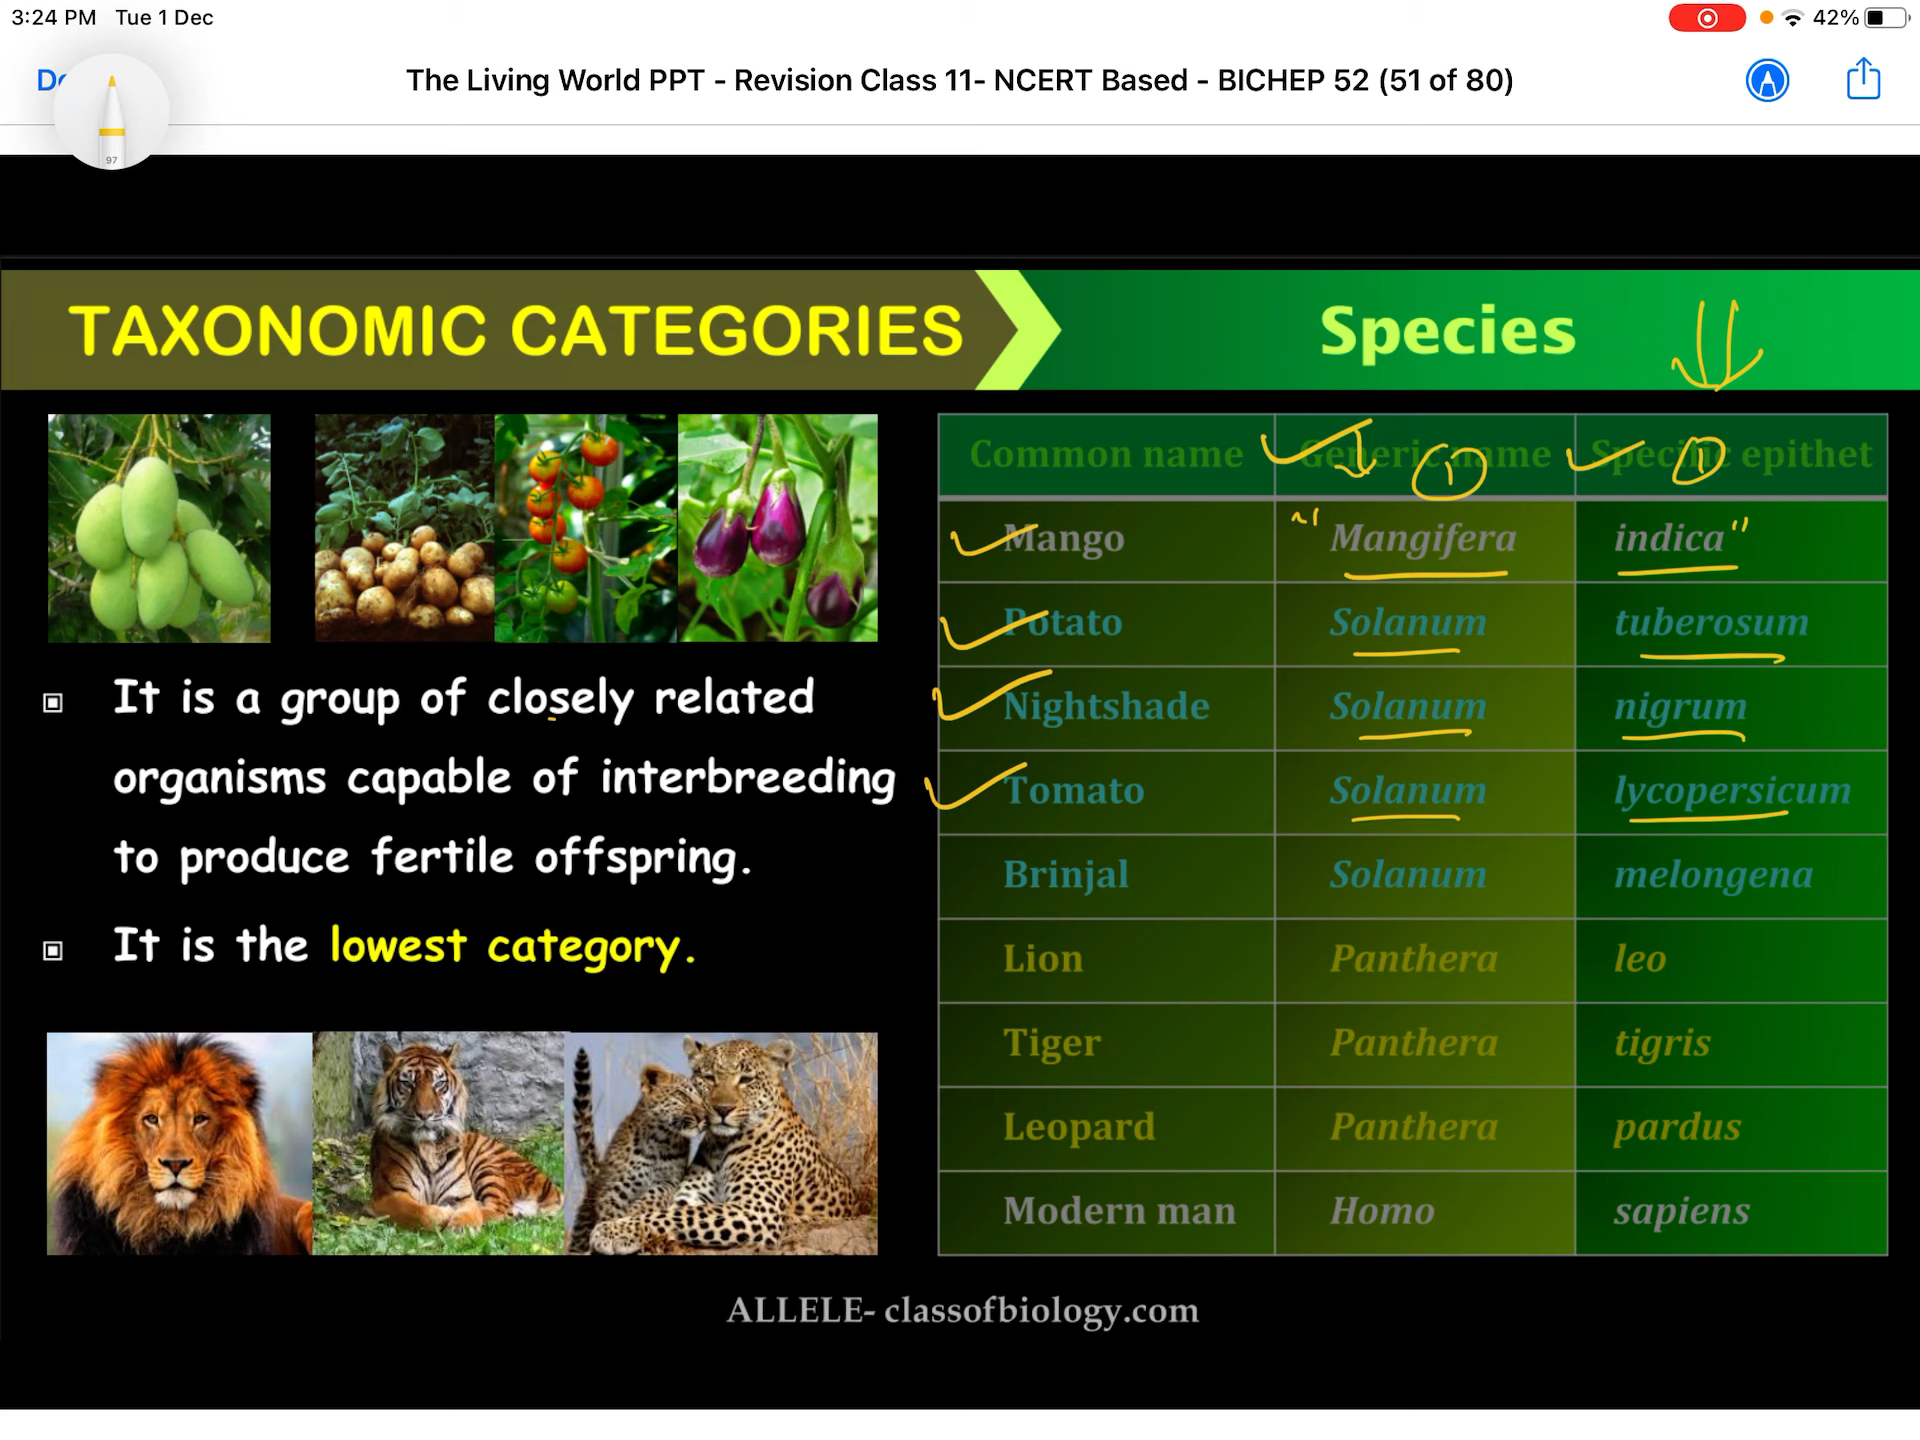 3:24 PM Tue 1 Dec
42%
The Living World PPT - Revision Class 11- NCERT Based - BICHEP 52 (51 of 80)
97
TAXONOMIC CATEGORIES
Species
Common name Generic name Specific epithet
Mango Mangifera indica
Potato Solanum tuberosum
Nightshade Solanum nigrum
Tomato Solanum lycopersicum
Brinjal Solanum melongena
Lion Panthera leo
Tiger Panthera tigris
Leopard Panthera pardus
Modern man Homo sapiens
It is a group of closely related
organisms capable of interbreeding
to produce fertile offspring.
It is the lowest category.
ALLELE- classofbiology.com